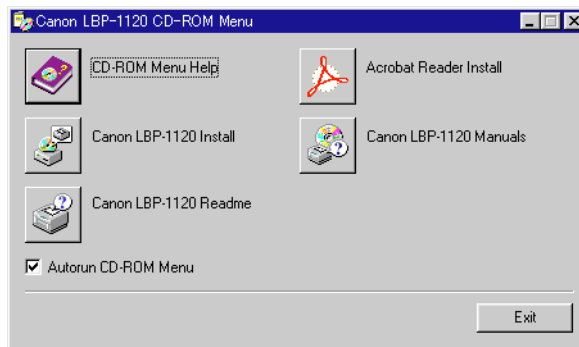 Canon LBP-1120 CD-ROM Menu
CD-ROM Menu Help
Acrobat Reader Install
Canon LBP-1120 Install
Canon LBP-1120 Manuals
Canon LBP-1120 Readme
Autorun CD-ROM Menu
Exit